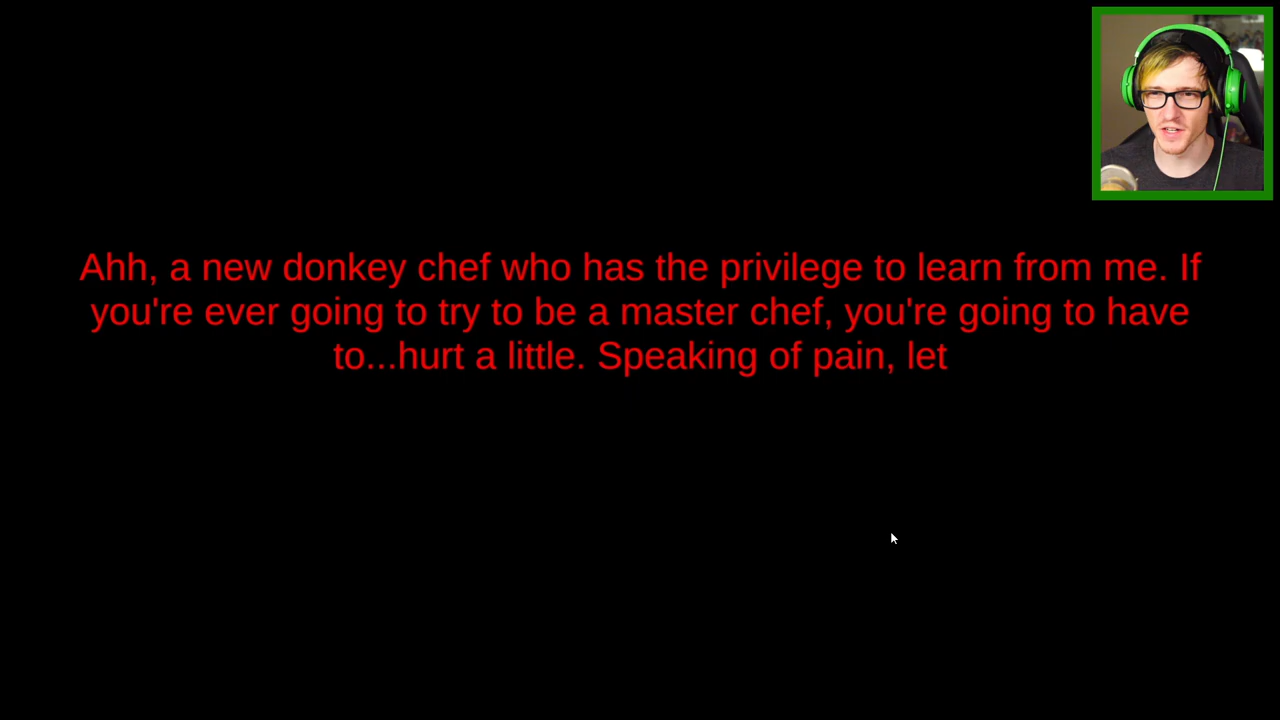 Ahh, a new donkey chef who has the privilege to learn from me. If
you're ever going to try to be a master chef, you're going to have
to...hurt a little. Speaking of pain, let